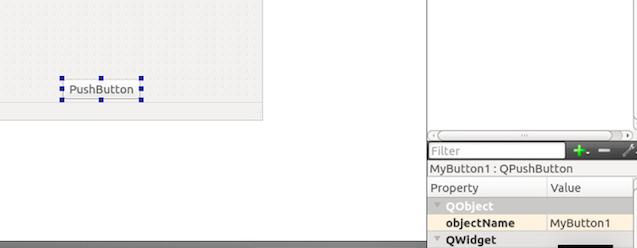 PushButton
Filter
MyButton1 : QPushButton
Property Value
QObject
objectName MyButton1
QWidget